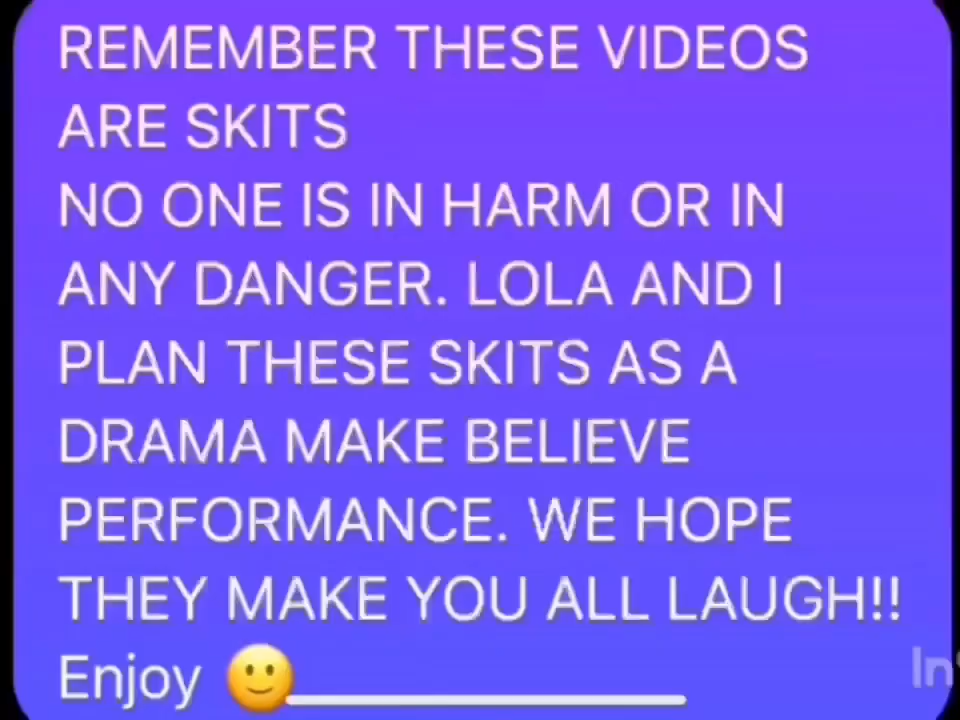 REMEMBER THESE VIDEOS
ARE SKITS
NO ONE IS IN HARM OR IN
ANY DANGER. LOLA AND I
PLAN THESE SKITS AS A
DRAMA MAKE BELIEVE
PERFORMANCE. WE HOPE
THEY MAKE YOU ALL LAUGH!!
Enjoy 🙂